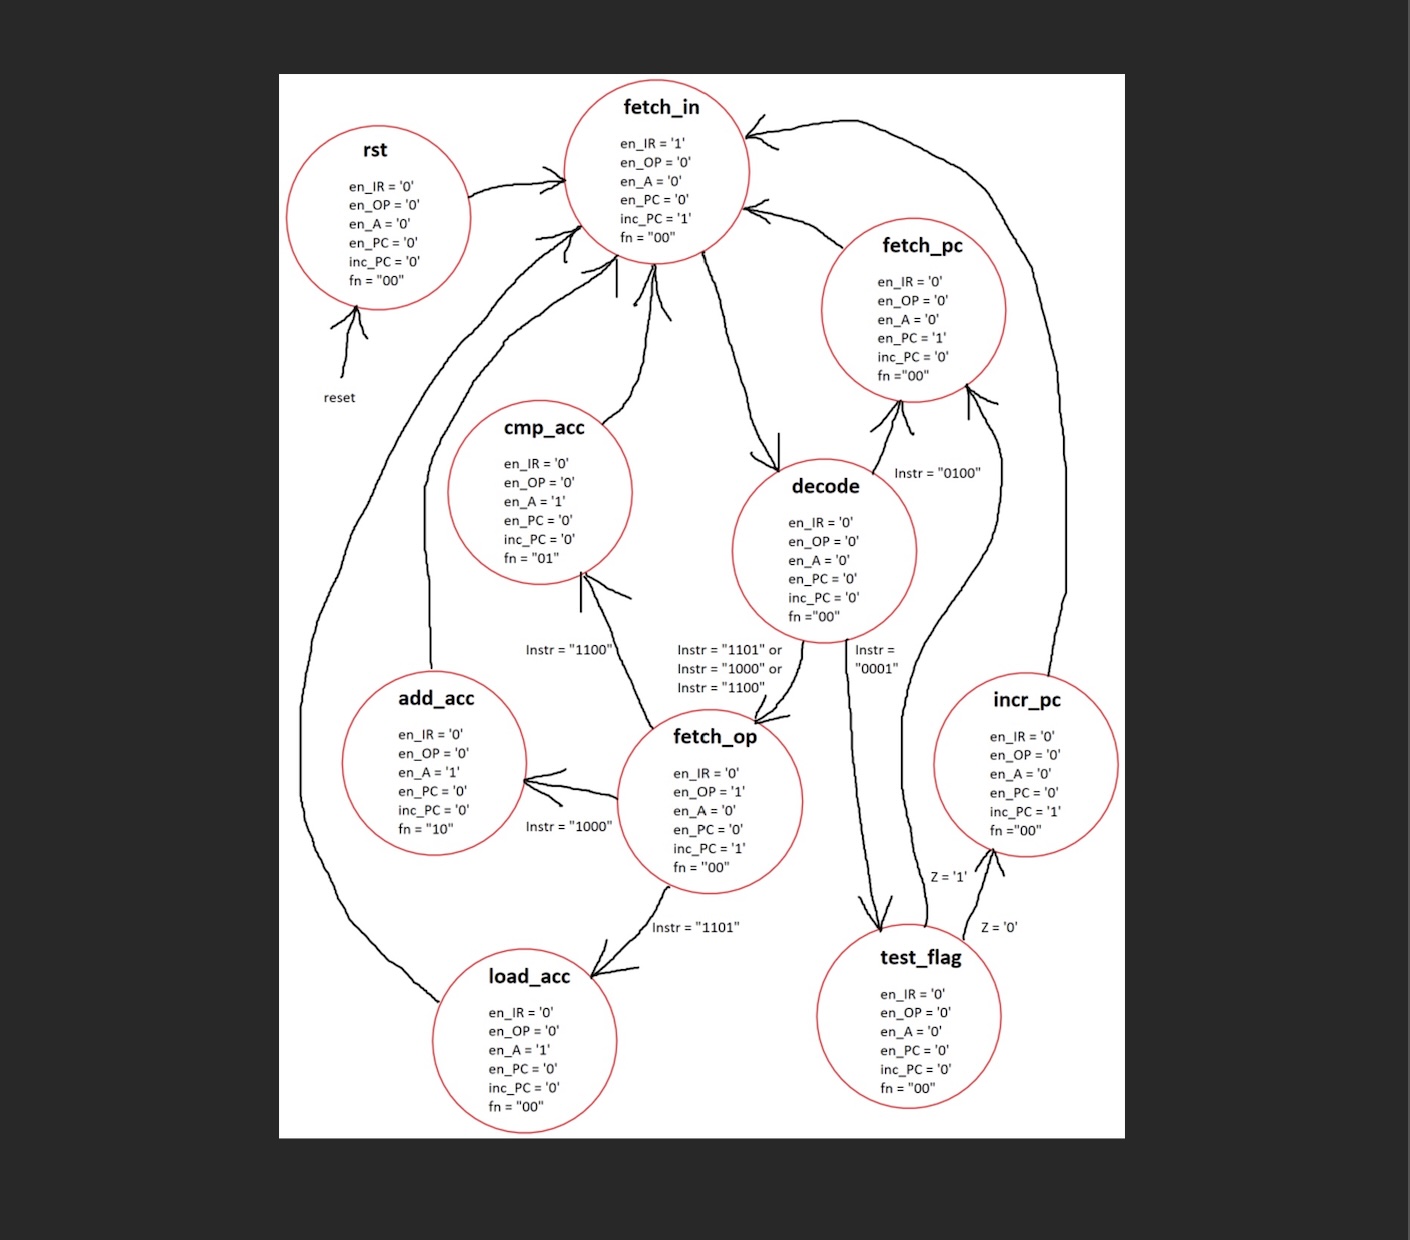 fetch_in
en_IR = '1'
en_OP = '0'
en_A = '0'
en_PC = '0'
inc_PC = '1'
fn = "00"
rst
en_IR = '0'
en_OP = '0'
en_A = '0'
en_PC = '0'
inc_PC = '0'
fn = "00"
reset
fetch_pc
en_IR = '0'
en_OP = '0'
en_A = '0'
en_PC = '1'
inc_PC = '0'
fn ="00"
cmp_acc
en_IR = '0'
en_OP = '0'
en_A = '1'
en_PC = '0'
inc_PC = '0'
fn = "01"
Instr = "0100"
decode
en_IR = '0'
en_OP = '0'
en_A = '0'
en_PC = '0'
inc_PC = '0'
fn ="00"
Instr = "1100"
Instr = "1101" or
Instr = "1000" or
Instr = "1100"
Instr =
"0001"
add_acc
en_IR = '0'
en_OP = '0'
en_A = '1'
en_PC = '0'
inc_PC = '0'
fn = "10"
fetch_op
en_IR = '0'
en_OP = '1'
en_A = '0'
en_PC = '0'
inc_PC = '1'
fn = "00"
incr_pc
en_IR = '0'
en_OP = '0'
en_A = '0'
en_PC = '0'
inc_PC = '1'
fn ="00"
Instr = "1000"
Z = '1'
Z = '0'
Instr = "1101"
load_acc
en_IR = '0'
en_OP = '0'
en_A = '1'
en_PC = '0'
inc_PC = '0'
fn = "00"
test_flag
en_IR = '0'
en_OP = '0'
en_A = '0'
en_PC = '0'
inc_PC = '0'
fn = "00"